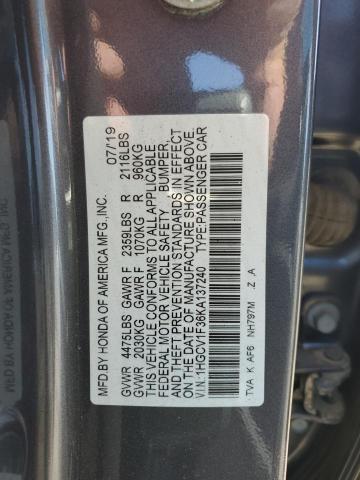 MFD BY HONDA OF AMERICA MFG.,INC. 07/19
GVWR 4475LBS GAWR F 2359LBS R 2116LBS
GVWR 2030KG GAWR F 1070KG R 960KG
THIS VEHICLE CONFORMS TO ALL APPLICABLE
FEDERAL MOTOR VEHICLE SAFETY BUMPER,
AND THEFT PREVENTION STANDARDS IN EFFECT
ON THE DATE OF MANUFACTURE SHOWN ABOVE.
V.I.N.:1HGCV1F36KA137240 TYPE:PASSENGER CAR
TVA K AF6 NH797M Z A